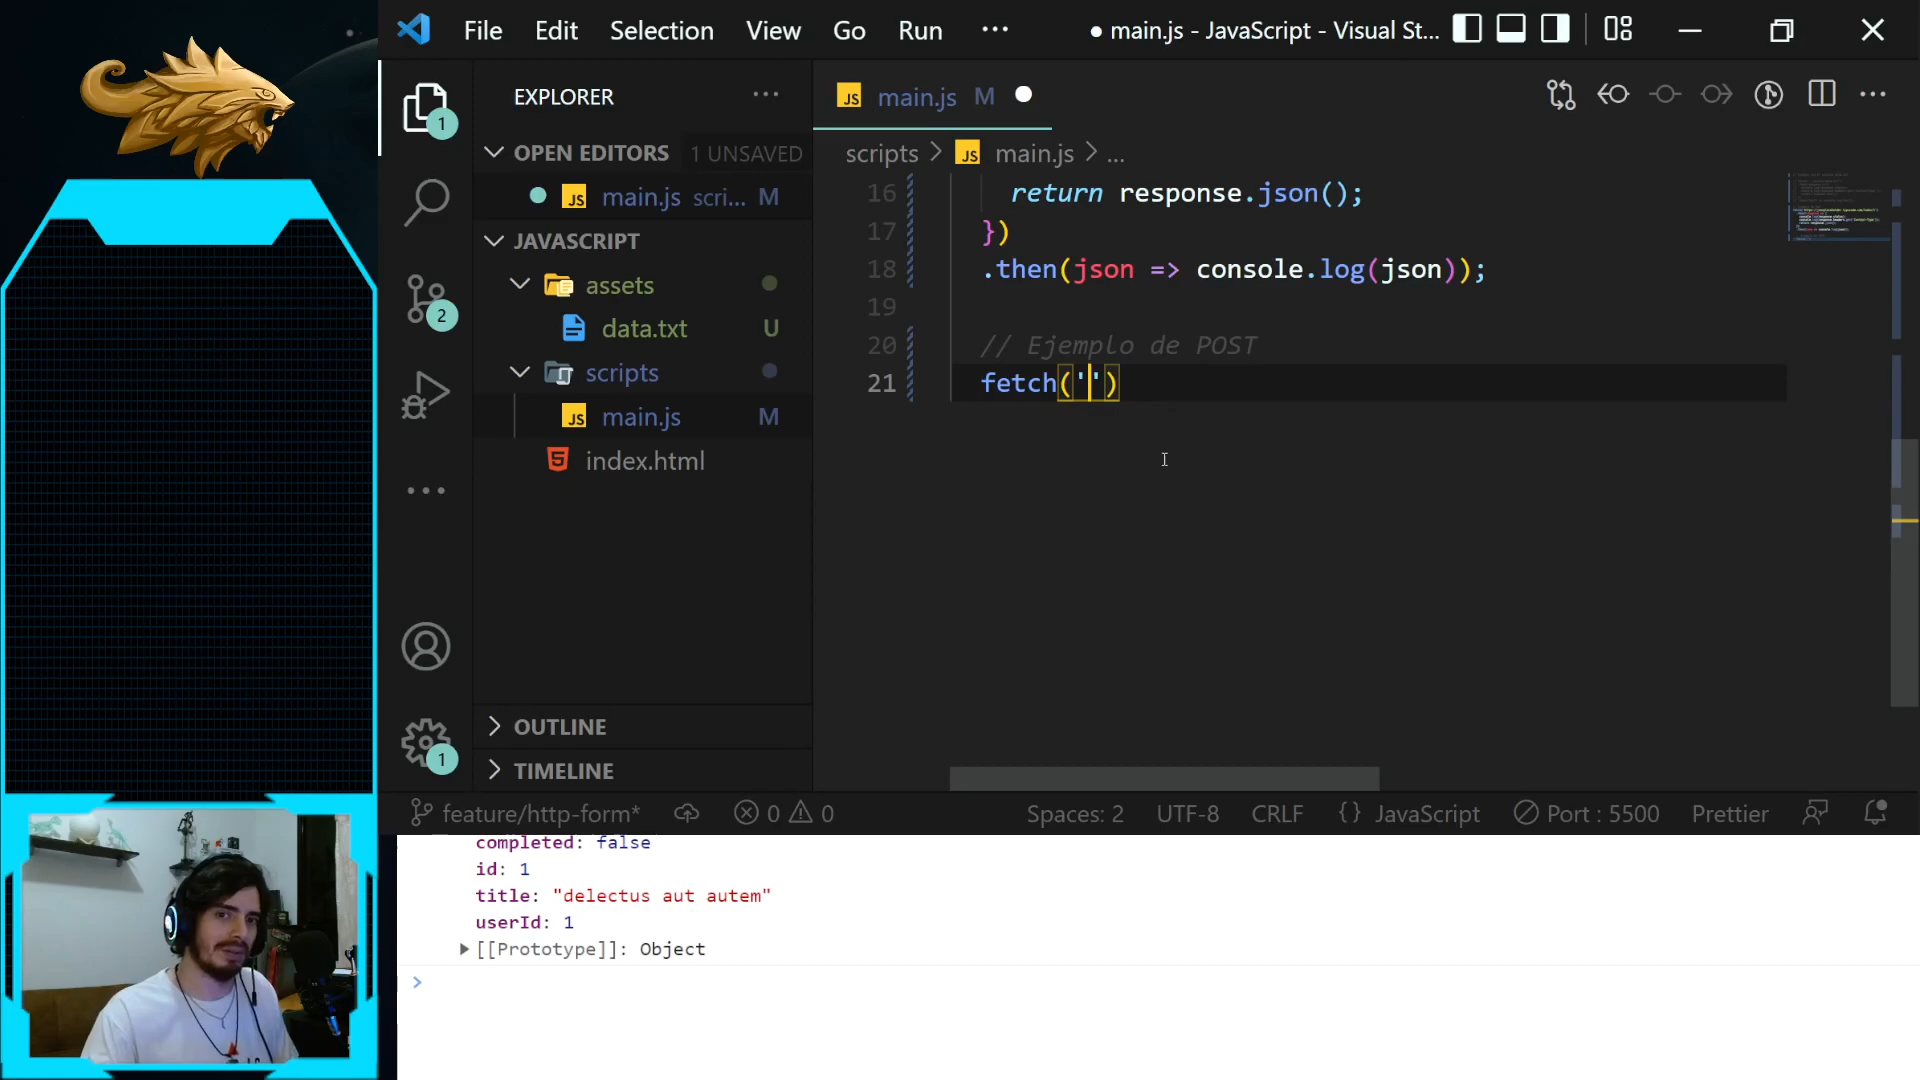 File Edit Selection View Go Run ··· ● main.js - JavaScript - Visual St...
EXPLORER ···
1
main.js M
OPEN EDITORS 1 UNSAVED
scripts > JS main.js > ...
JS main.js scri... M
16 return response.json();
JAVASCRIPT
17 })
18 .then(json => console.log(json));
assets
2
19
data.txt U
20 // Ejemplo de POST
scripts
21 fetch('')
JS main.js M
index.html
OUTLINE
1
TIMELINE
feature/http-form* 0 0 Spaces: 2 UTF-8 CRLF {} JavaScript Port : 5500 Prettier
completed: false
id: 1
title: "delectus aut autem"
userId: 1
[[Prototype]]: Object
>